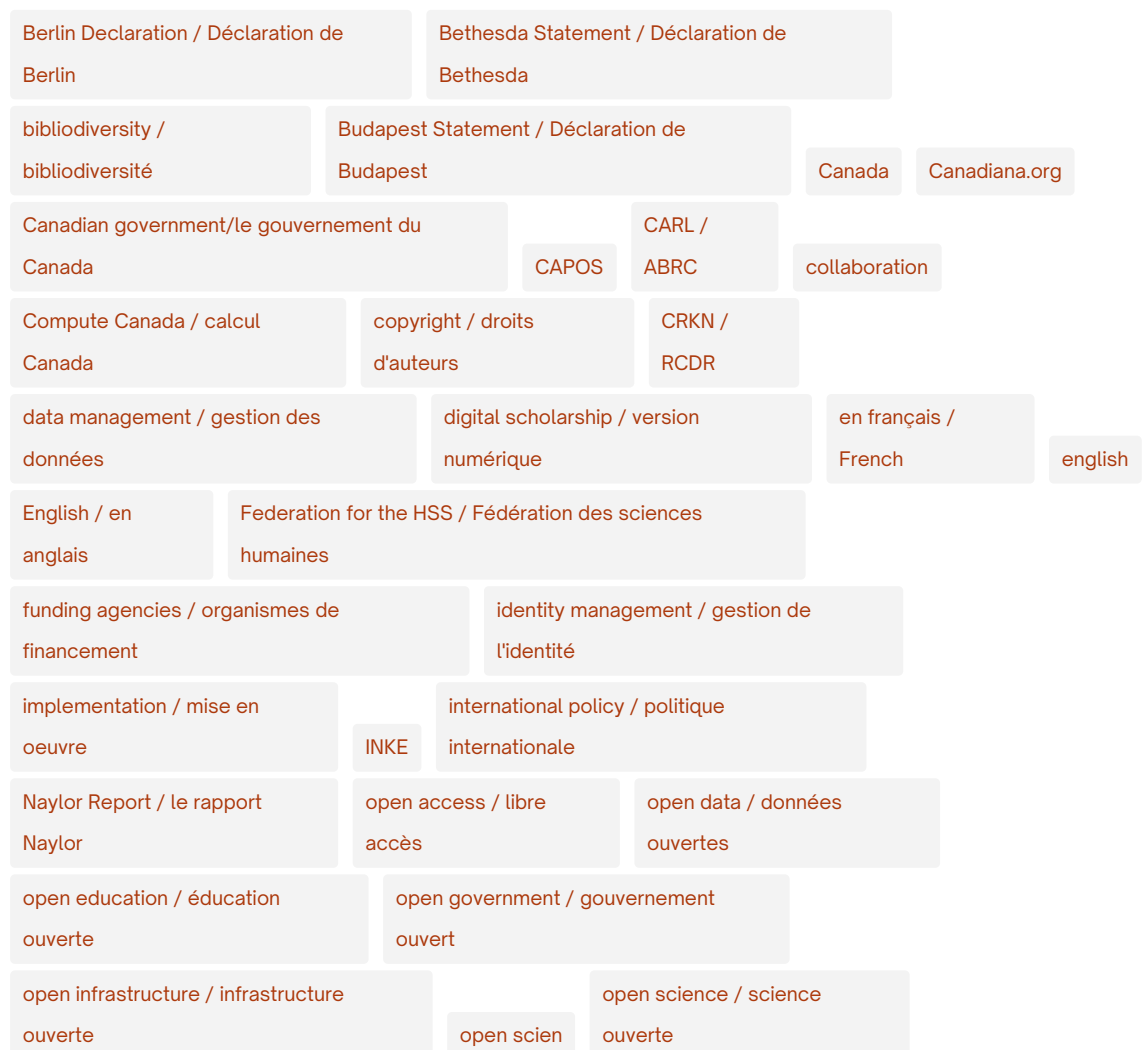 Berlin Declaration / Déclaration de
Berlin
Bethesda Statement / Déclaration de
Bethesda
bibliodiversity /
bibliodiversité
Budapest Statement / Déclaration de
Budapest
Canada
Canadiana.org
Canadian government/le gouvernement du
Canada
CAPOS
CARL /
ABRC
collaboration
Compute Canada / calcul
Canada
copyright / droits
d'auteurs
CRKN /
RCDR
data management / gestion des
données
digital scholarship / version
numérique
en français /
French
english
English / en
anglais
Federation for the HSS / Fédération des sciences
humaines
funding agencies / organismes de
financement
identity management / gestion de
l'identité
implementation / mise en
oeuvre
INKE
international policy / politique
internationale
Naylor Report / le rapport
Naylor
open access / libre
accès
open data / données
ouvertes
open education / éducation
ouverte
open government / gouvernement
ouvert
open infrastructure / infrastructure
ouverte
open scien
open science / science
ouverte